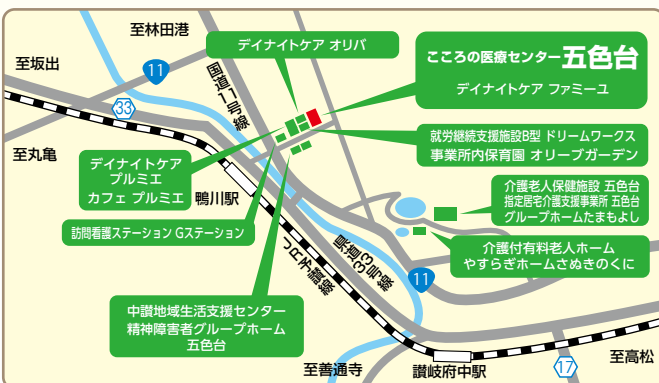 至林田港
デイナイトケア オリバ
至坂出
11
国道11号線
こころの医療センター 五色台
デイナイトケア ファミーユ
33
就労継続支援施設B型 ドリームワークス
事業所内保育園 オリーブガーデン
至丸亀
デイナイトケア
プルミエ
カフェ プルミエ
鴨川駅
介護老人保健施設 五色台
指定居宅介護支援事業所 五色台
グループホームたまもよし
訪問看護ステーション Gステーション
県道33号線
JR予讃線
介護付有料老人ホーム
やすらぎホームさぬきのくに
11
中讃地域生活支援センター
精神障害者グループホーム
五色台
至善通寺
讃岐府中駅
17
至高松